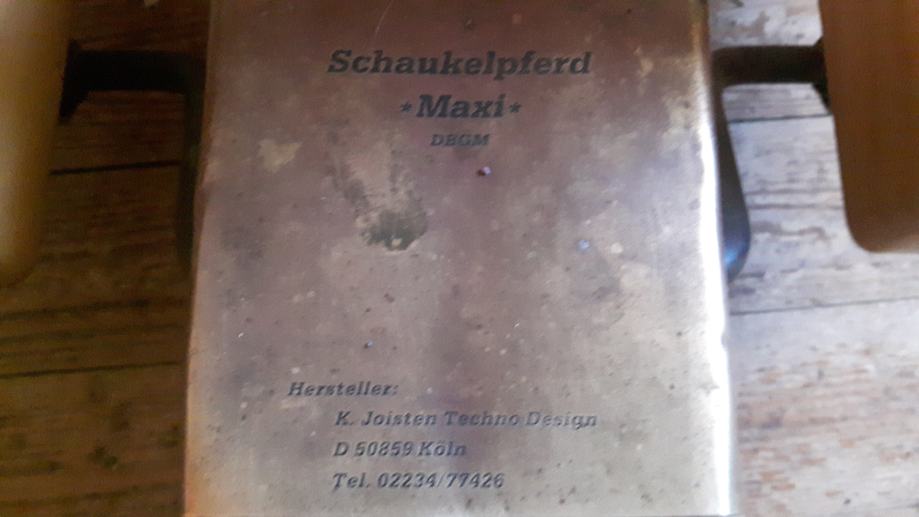 Schaukelpferd
*Maxi*
DBGM
Hersteller:
K. Joisten Techno Design
D 50859 Köln
Tel. 02234/77426